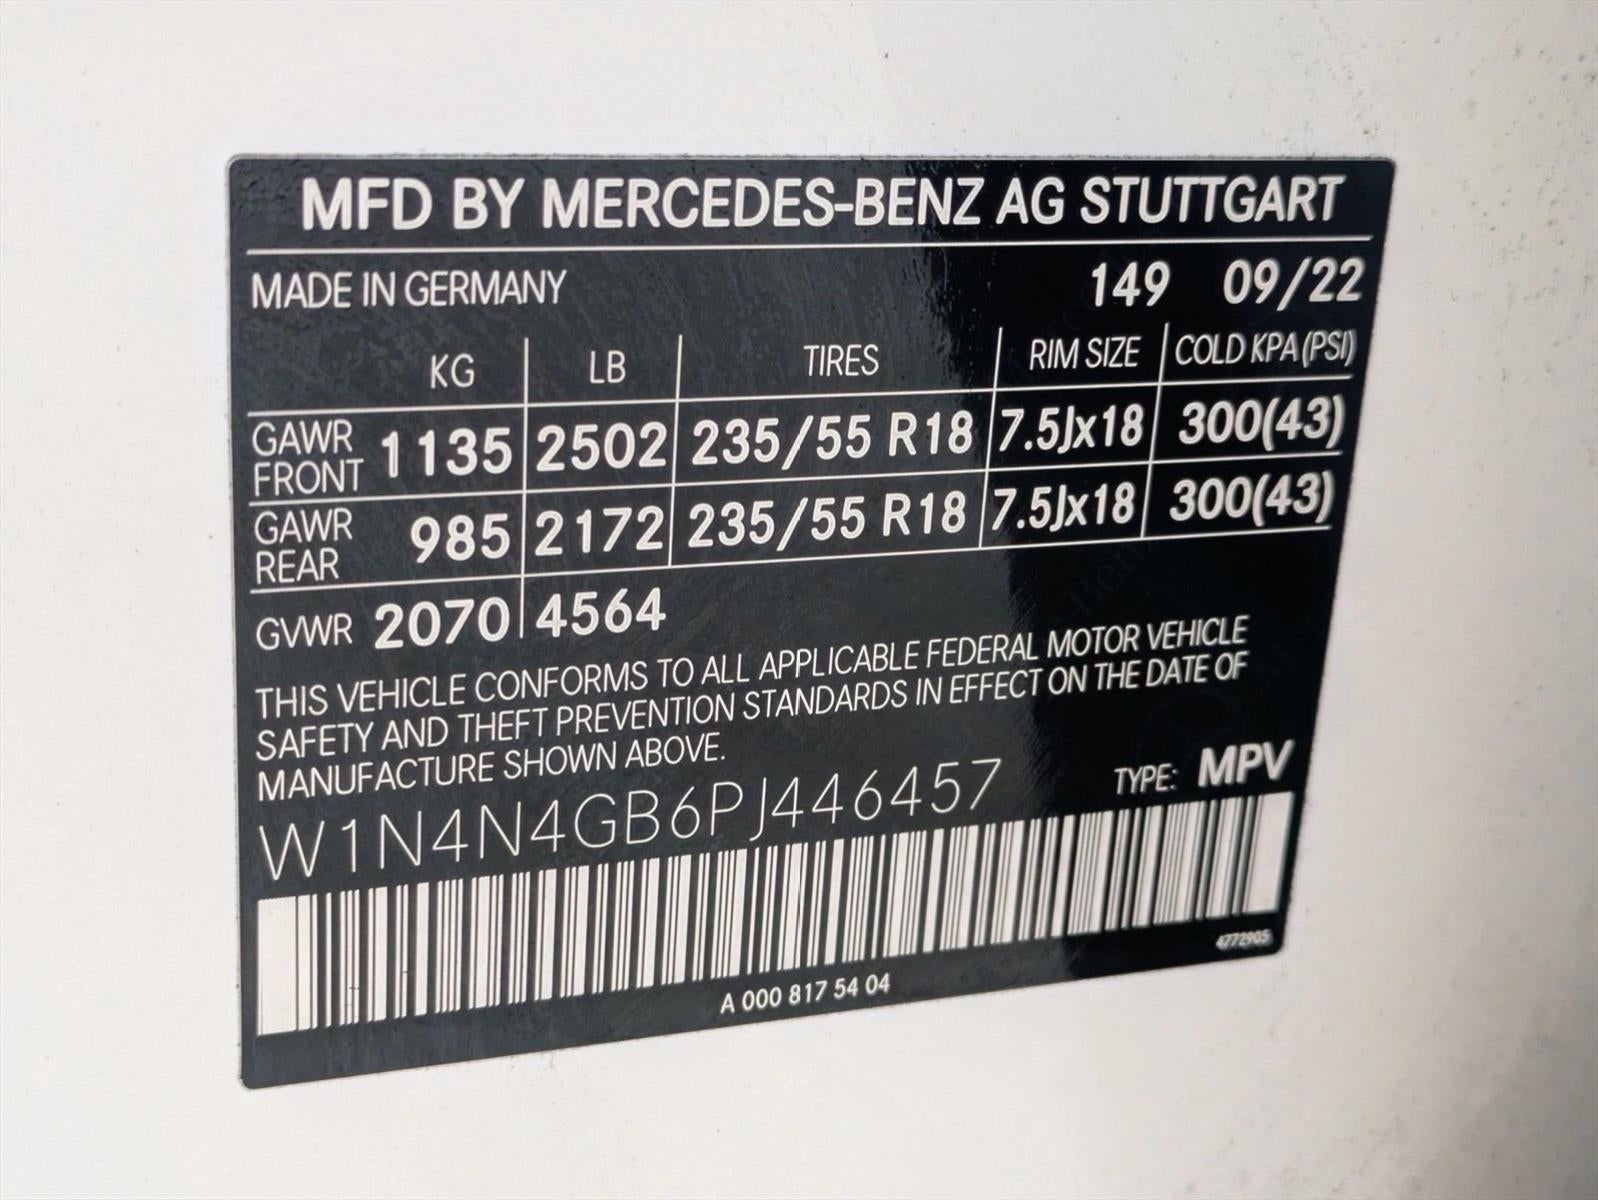 MFD BY MERCEDES-BENZ AG STUTTGART
MADE IN GERMANY 149 09/22
KG LB TIRES RIM SIZE COLD KPA (PSI)
GAWR FRONT 1135 2502 235/55 R18 7.5Jx18 300(43)
GAWR REAR 985 2172 235/55 R18 7.5Jx18 300(43)
GVWR 2070 4564
THIS VEHICLE CONFORMS TO ALL APPLICABLE FEDERAL MOTOR VEHICLE
SAFETY AND THEFT PREVENTION STANDARDS IN EFFECT ON THE DATE OF
MANUFACTURE SHOWN ABOVE.
W1N4N4GB6PJ446457 TYPE: MPV
4772905
A 000 817 54 04